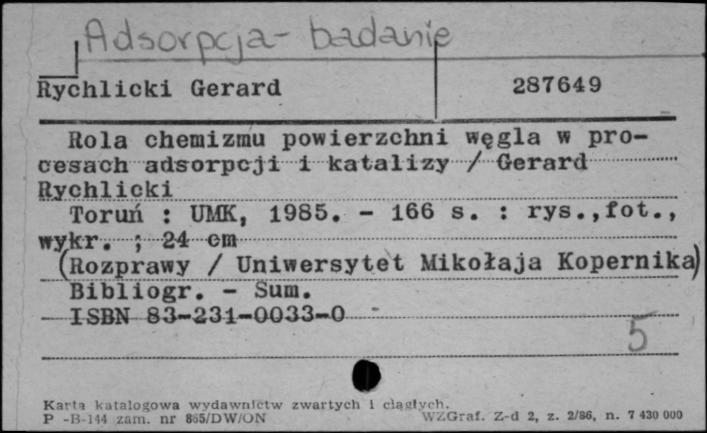 Adsorpcja - badanie
Rychlicki Gerard 287649
Rola chemizmu powierzchni węgla w pro-
cesach adsorpcji i katalizy / Gerard
Rychlicki
Toruń : UMK, 1985. - 166 s. : rys.,fot.,
wykr. ; 24 cm
(Rozprawy / Uniwersytet Mikołaja Kopernika)
Bibliogr. - Sum.
ISBN 83-231-0033-0
5
Karta katalogowa wydawnictw zwartych i ciągłych.
P -B-144 zam. nr 865/DW/ON WZGraf. Z-d 2, z. 2/86, n. 7 430 000